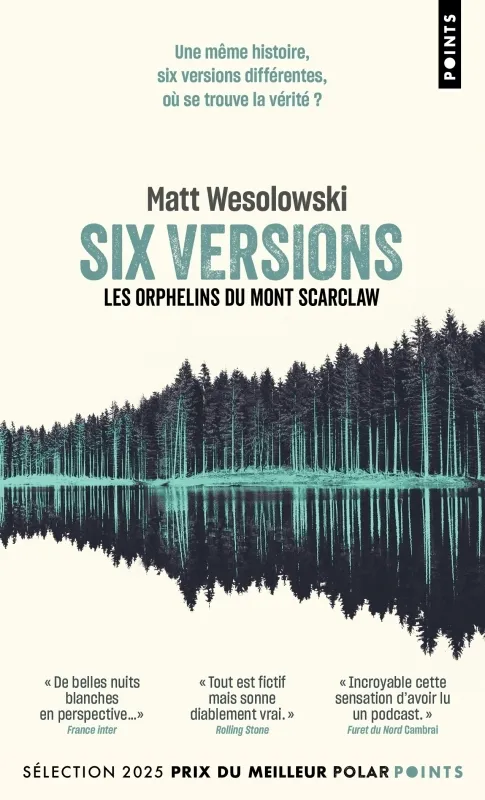 POINTS
Une même histoire,
six versions différentes,
où se trouve la vérité ?
Matt Wesolowski
SIX VERSIONS
LES ORPHELINS DU MONT SCARCLAW
« De belles nuits
blanches
en perspective...»
France inter
« Tout est fictif
mais sonne
diablement vrai. »
Rolling Stone
« Incroyable cette
sensation d'avoir lu
un podcast. »
Furet du Nord Cambrai
SÉLECTION 2025 PRIX DU MEILLEUR POLAR POINTS